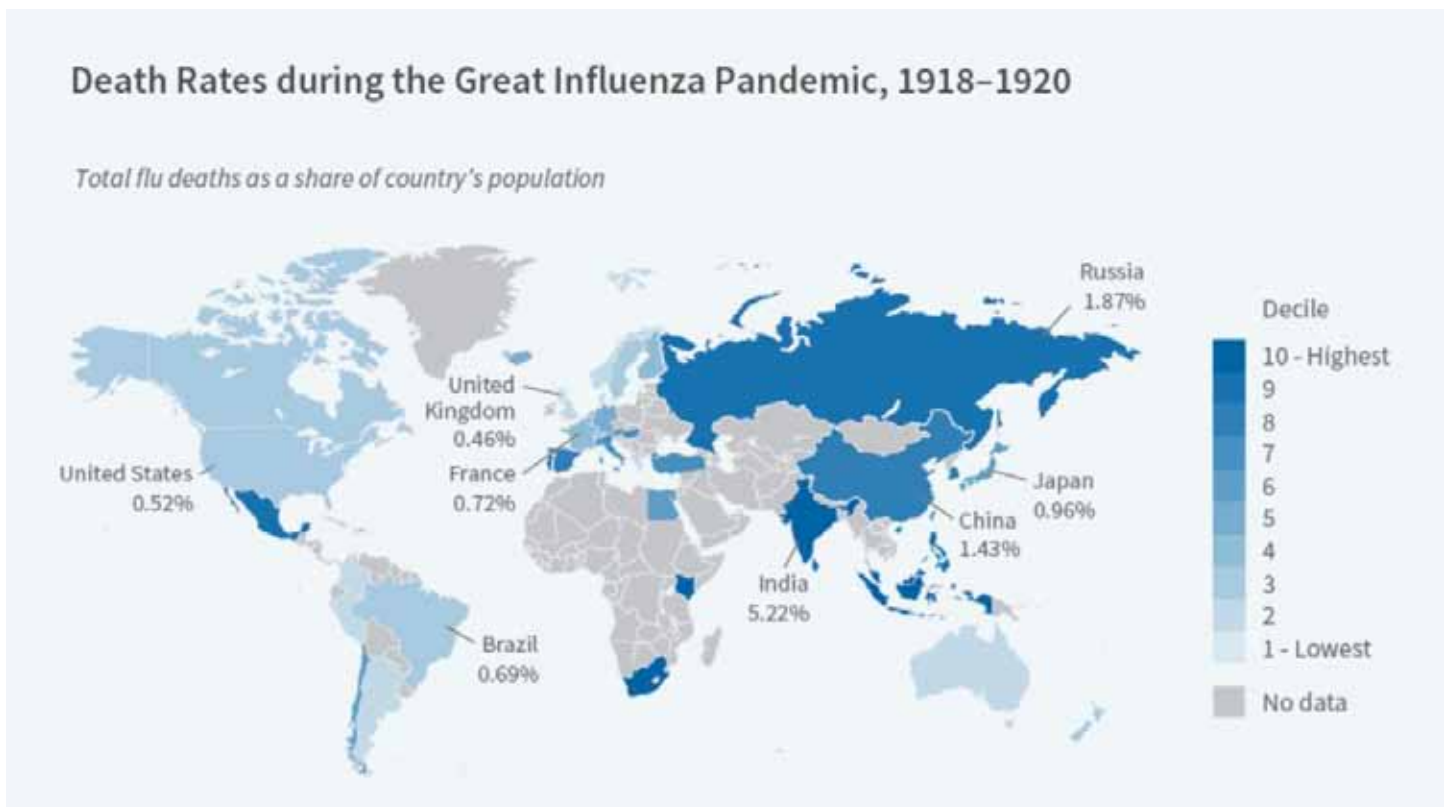 Death Rates during the Great Influenza Pandemic, 1918–1920
Total flu deaths as a share of country's population
Russia
1.87%
United
Kingdom
0.46%
France
0.72%
United States
0.52%
Japan
0.96%
China
1.43%
India
5.22%
Brazil
0.69%
Decile
10 - Highest
9
8
7
6
5
4
3
2
1 - Lowest
No data